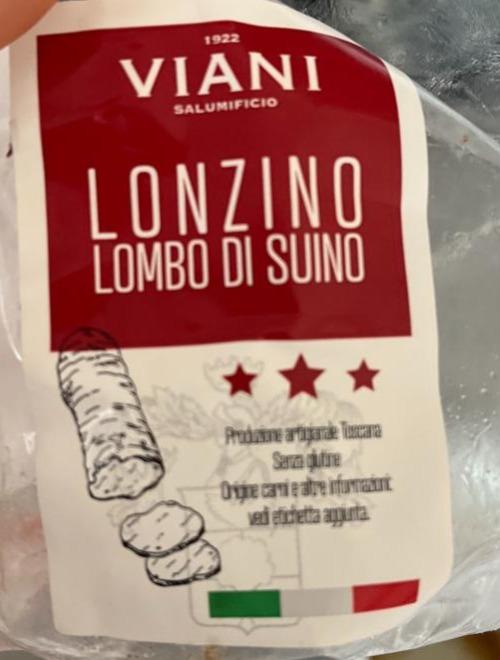 1922
VIANI
SALUMIFICIO
LONZINO
LOMBO DI SUINO
Produzione artigianale Toscana
Senza glutine
Origine carni e altre informazioni:
vedi etichetta aggiunta.